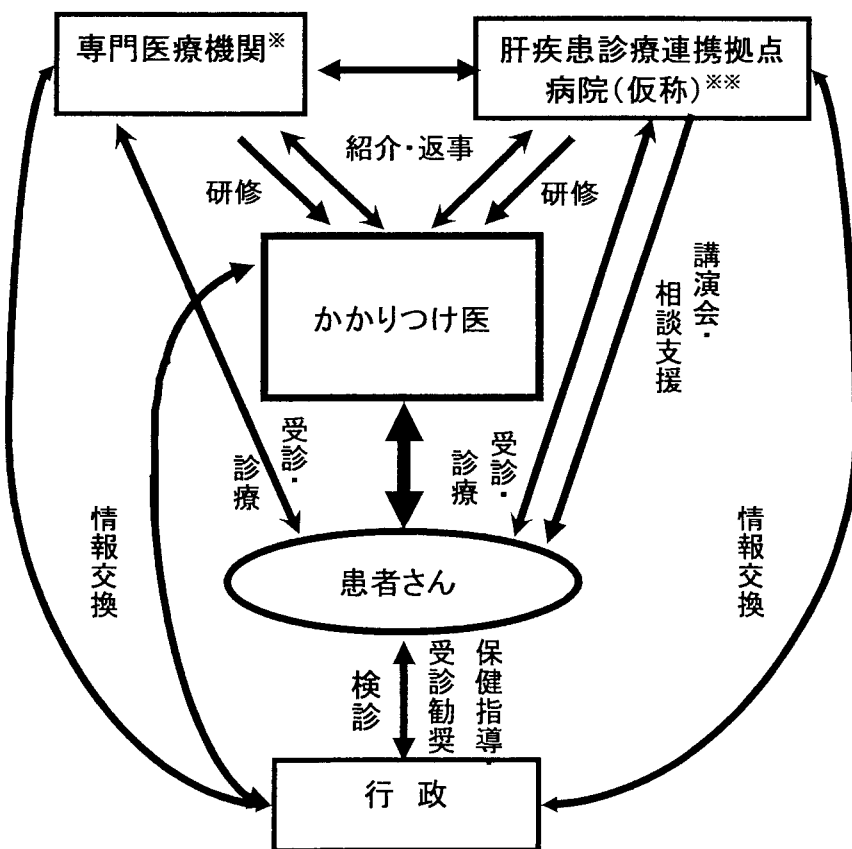 専門医療機関※
肝疾患診療連携拠点
病院(仮称)※※
紹介・返事
研修
研修
かかりつけ医
講演会・
相談支援
受診・
診療
受診・
診療
患者さん
情報交換
情報交換
検診
保健指導・
受診勧奨
行 政